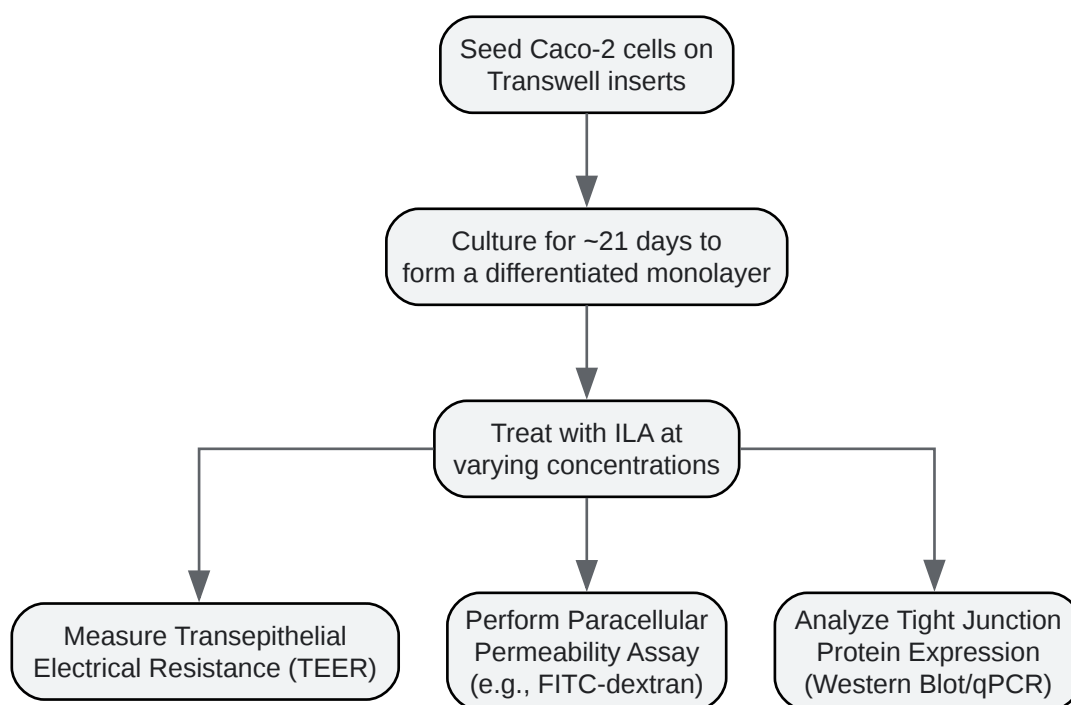 Seed Caco-2 cells on
Transwell inserts
Culture for ~21 days to
form a differentiated monolayer
Treat with ILA at
varying concentrations
Measure Transepithelial
Electrical Resistance (TEER)
Perform Paracellular
Permeability Assay
(e.g., FITC-dextran)
Analyze Tight Junction
Protein Expression
(Western Blot/qPCR)